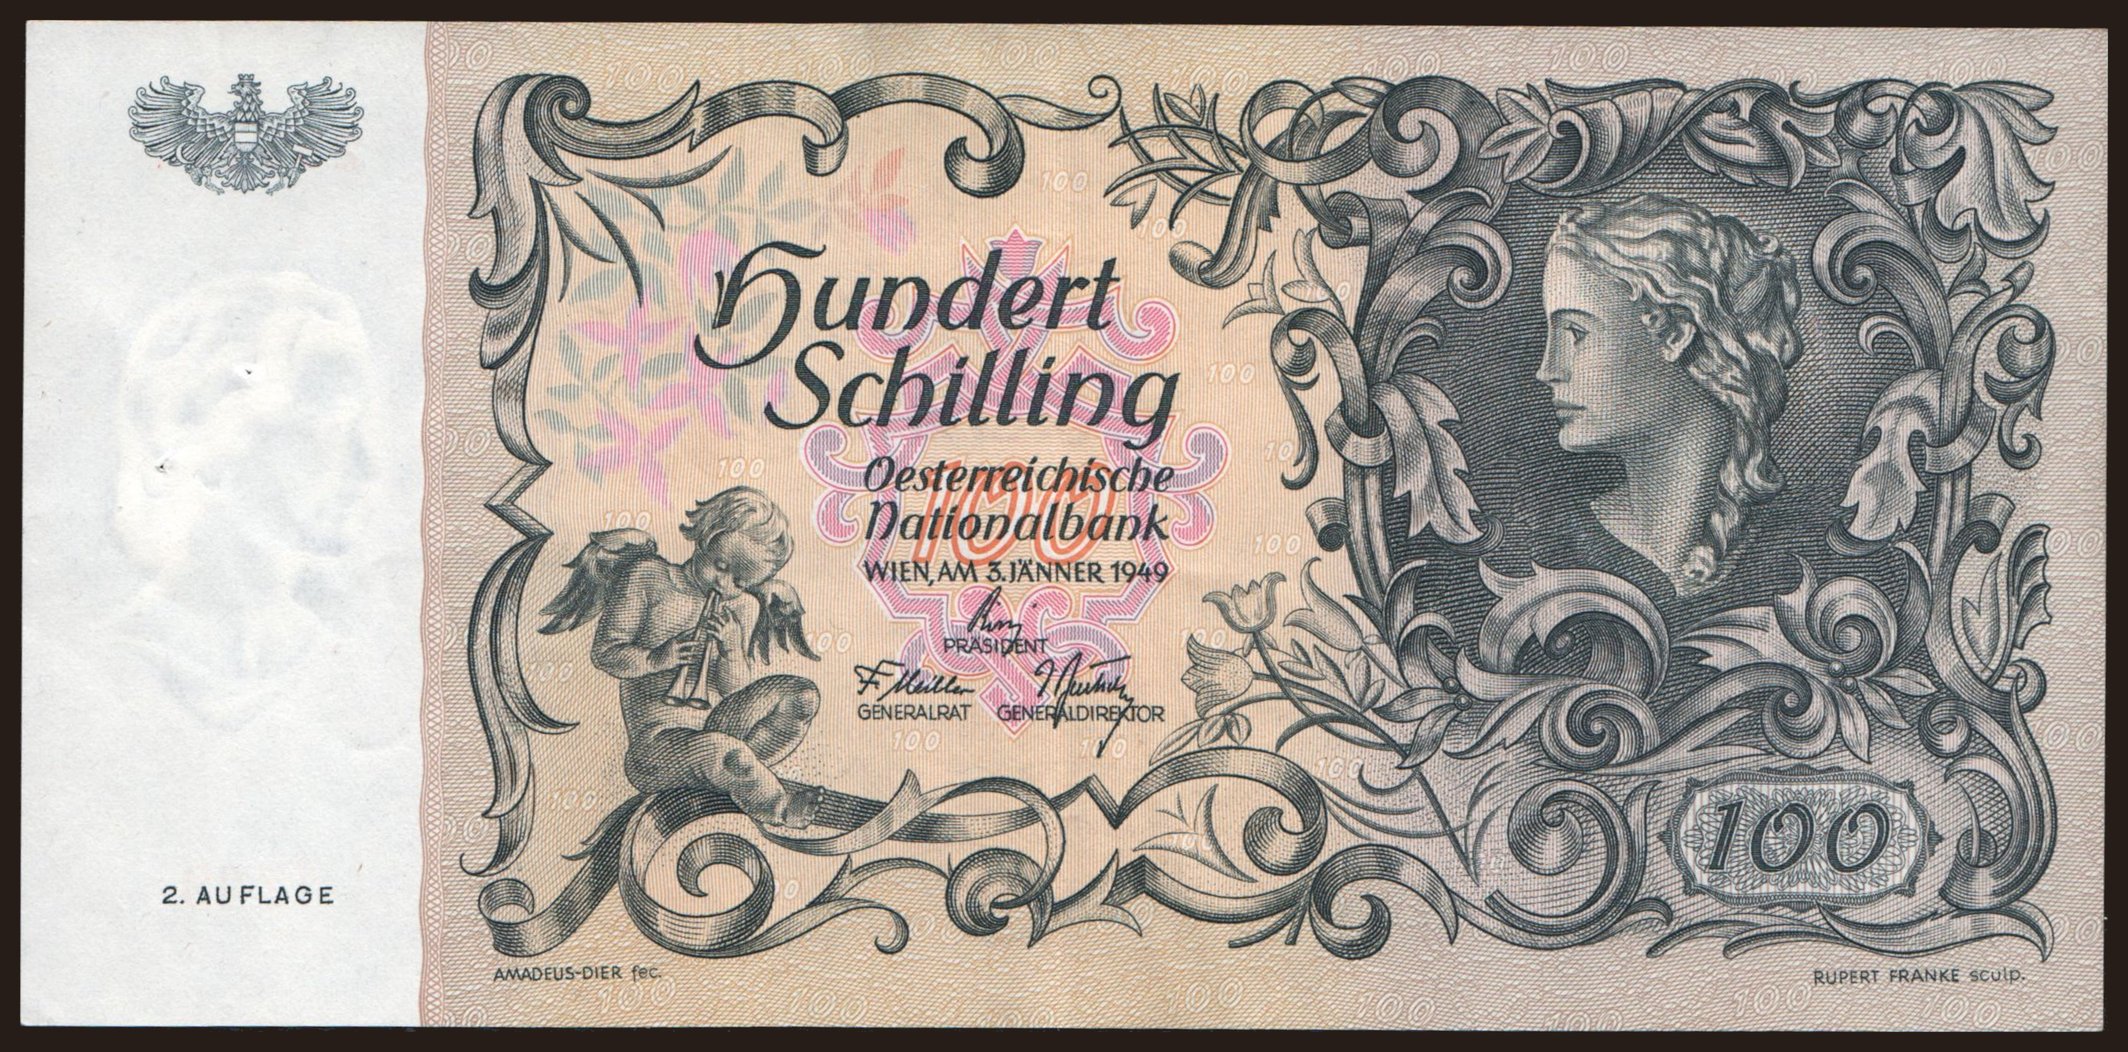 Hundert
Schilling
100
Oesterreichische
Nationalbank
WIEN, AM 3. JÄNNER 1949
PRÄSIDENT
GENERALRAT GENERALDIREKTOR
100
2. AUFLAGE
AMADEUS-DIER fec.
RUPERT FRANKE sculp.